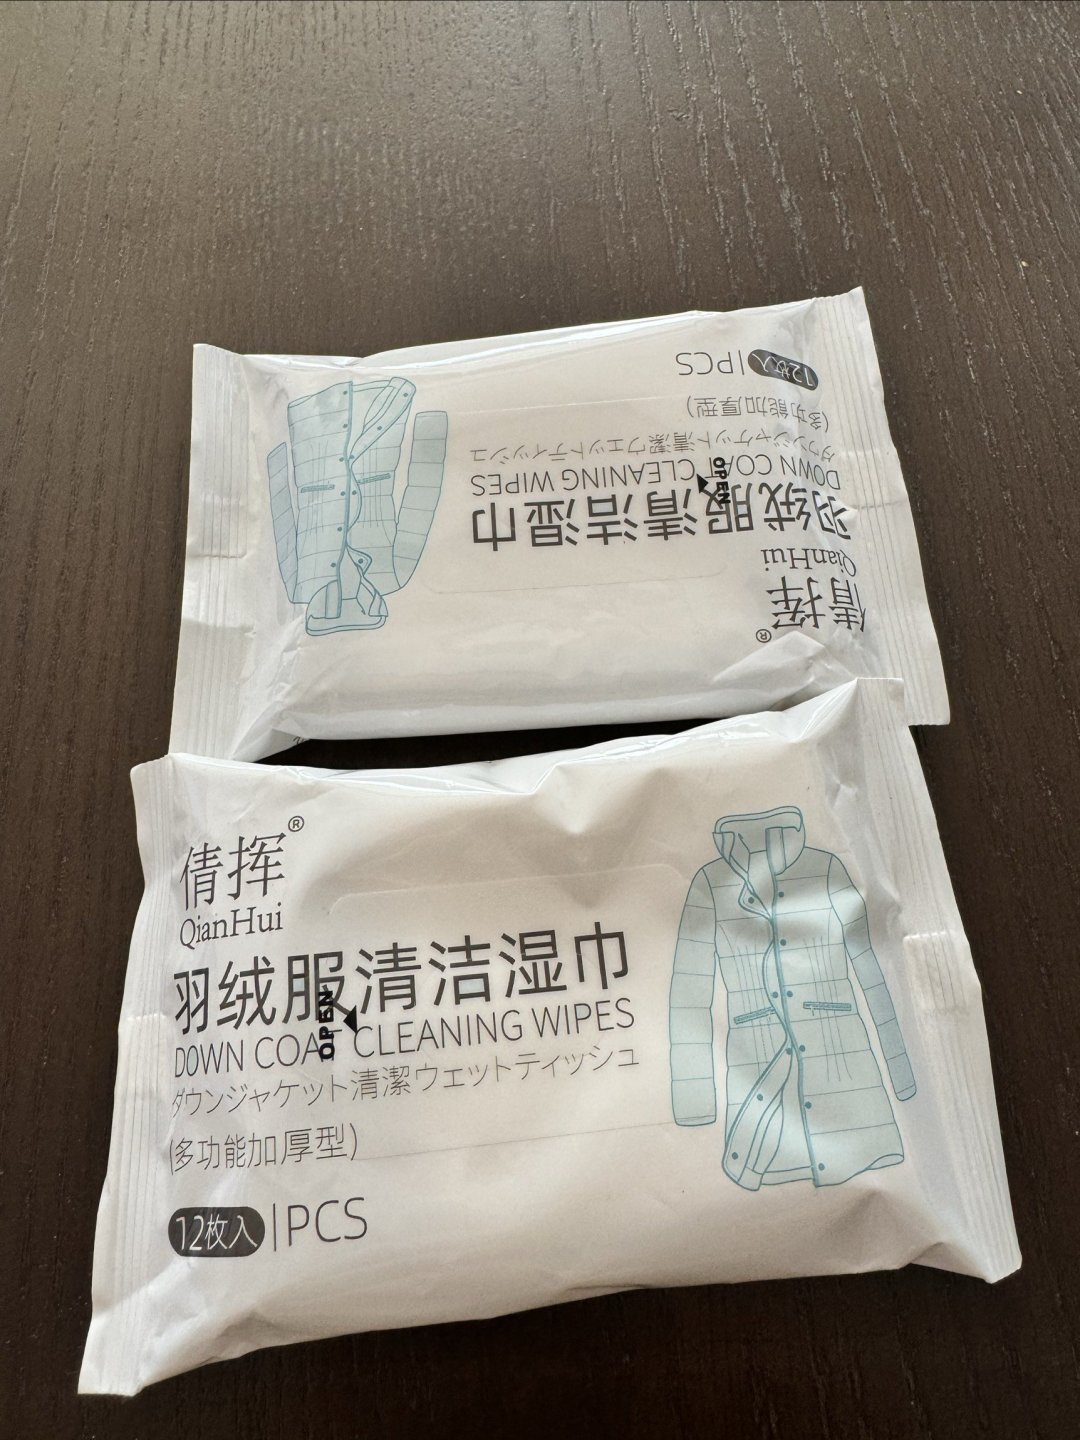 12枚入 | PCS
(多功能加厚型)
ダウンジャケット清潔ウェットティッシュ
DOWN COAT CLEANING WIPES
OPEN
羽绒服清洁湿巾
QianHui
倩挥®
倩挥®
QianHui
羽绒服清洁湿巾
OPEN
DOWN COAT CLEANING WIPES
ダウンジャケット清潔ウェットティッシュ
(多功能加厚型)
12枚入 | PCS